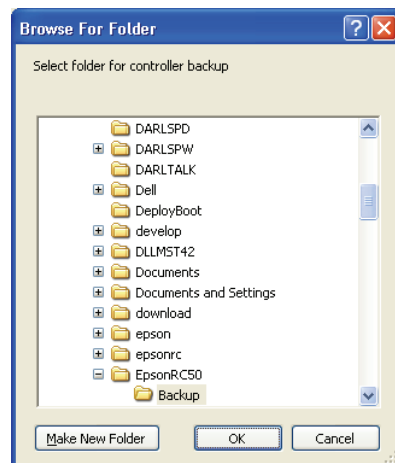 Browse For Folder
Select folder for controller backup
DARLSPD
DARLSPW
DARLTALK
Dell
DeployBoot
develop
DLLMST42
Documents
Documents and Settings
download
epson
epsonrc
EpsonRC50
Backup
Make New Folder OK Cancel